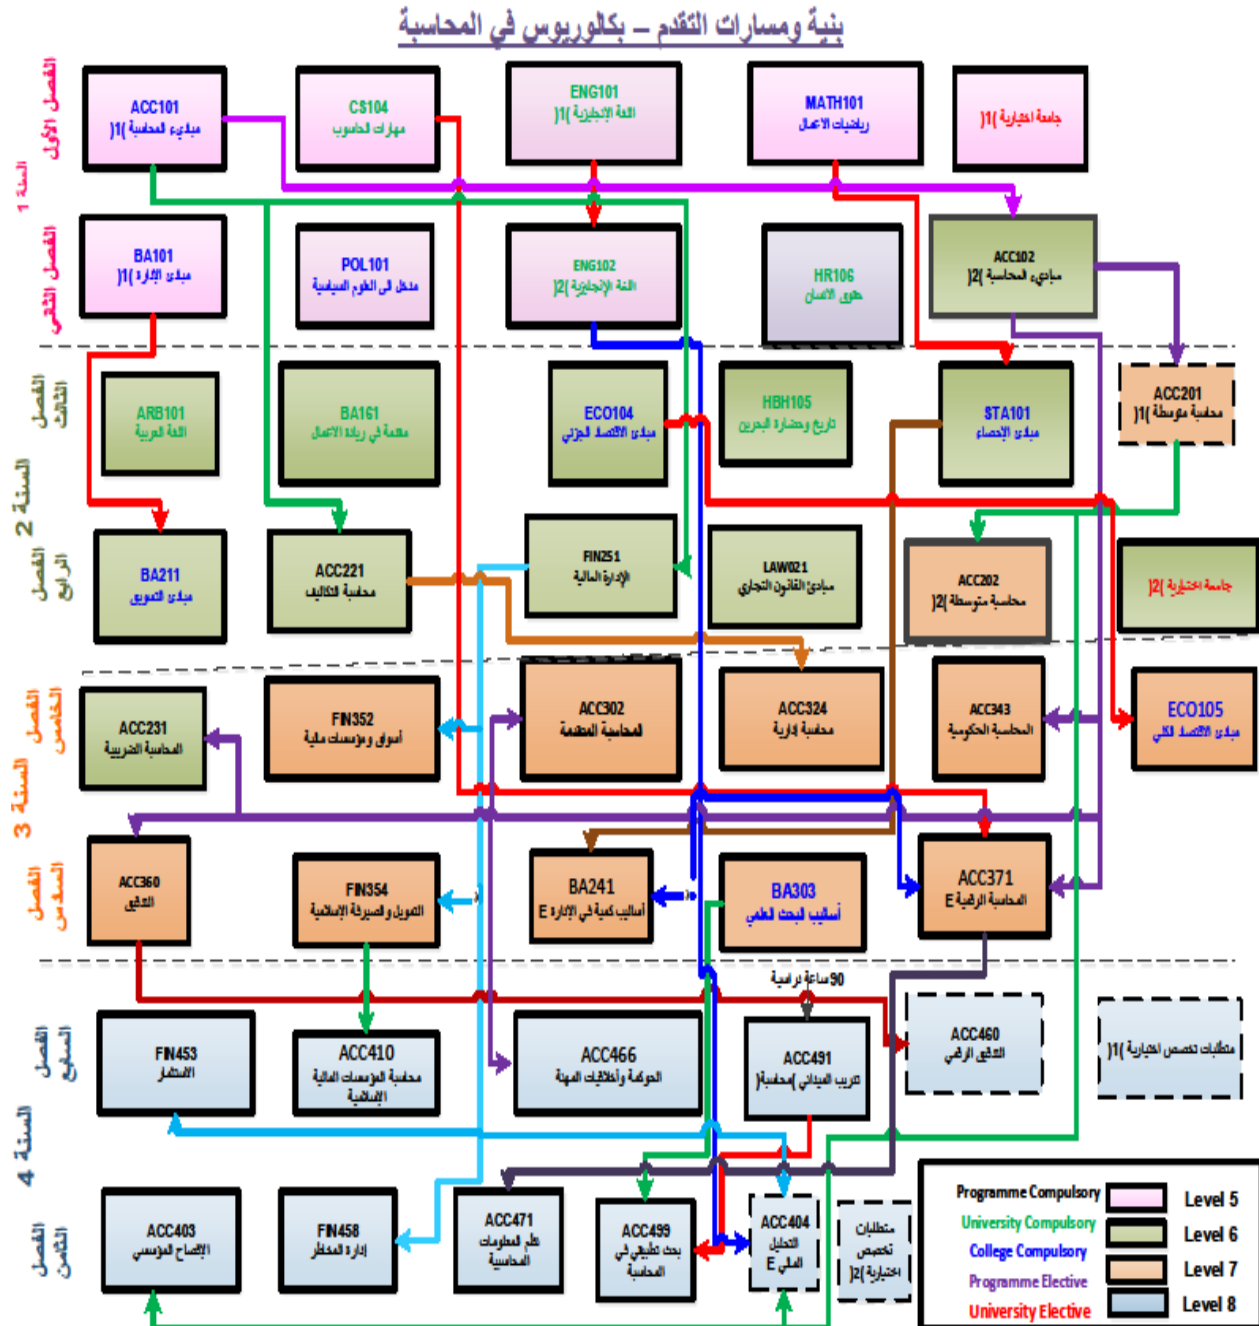 بنية ومسارات التقدم – بكالوريوس في المحاسبة
السنة 1
الفصل الأول
ACC101
مباديء المحاسبة )1(
CS104
مهارات الحاسوب
ENG101
اللغة الإنجليزية )1(
MATH101
رياضيات الاعمال
جامعة اختيارية )1(
الفصل الثاني
BA101
مبادئ الإدارة )1(
POL101
مدخل الى العلوم السياسية
ENG102
اللغة الإنجليزية )2(
HR106
حقوق الانسان
ACC102
مباديء المحاسبة )2(
السنة 2
الفصل الثالث
ARB101
اللغة العربية
BA161
مقدمة في ريادة الاعمال
ECO104
مبادئ الاقتصاد الجزئي
HBH105
تاريخ وحضارة البحرين
STA101
مبادئ الإحصاء
ACC201
محاسبة متوسطة )1(
الفصل الرابع
BA211
مبادئ التسويق
ACC221
محاسبة التكاليف
FIN251
الإدارة المالية
LAW021
مبادئ القانون التجاري
ACC202
محاسبة متوسطة )2(
جامعة اختيارية )2(
السنة 3
الفصل الخامس
ACC231
المحاسبة الضريبية
FIN352
أسواق ومؤسسات مالية
ACC302
المحاسبة المتقدمة
ACC324
محاسبة إدارية
ACC343
المحاسبة الحكومية
ECO105
مبادئ الاقتصاد الكلي
الفصل السادس
ACC360
التدقيق
FIN354
التمويل والصيرفة الإسلامية
BA241
أساليب كمية في الإدارة E
BA303
أساليب البحث العلمي
ACC371
المحاسبة الرقمية E
السنة 4
الفصل السابع
90 ساعة دراسية
FIN453
الاستثمار
ACC410
محاسبة المؤسسات المالية
الإسلامية
ACC466
الحوكمة وأخلاقيات المهنة
ACC491
تدريب الميداني )محاسبة(
ACC460
التدقيق الرقمي
متطلبات تخصص اختيارية )1(
الفصل الثامن
ACC403
الإفصاح المؤسسي
FIN458
إدارة المخاطر
ACC471
نظم المعلومات
المحاسبية
ACC499
بحث تطبيقي في
المحاسبة
ACC404
التحليل
المالي E
متطلبات
تخصص
اختيارية )2(
Programme Compulsory
University Compulsory
College Compulsory
Programme Elective
University Elective
Level 5
Level 6
Level 7
Level 8